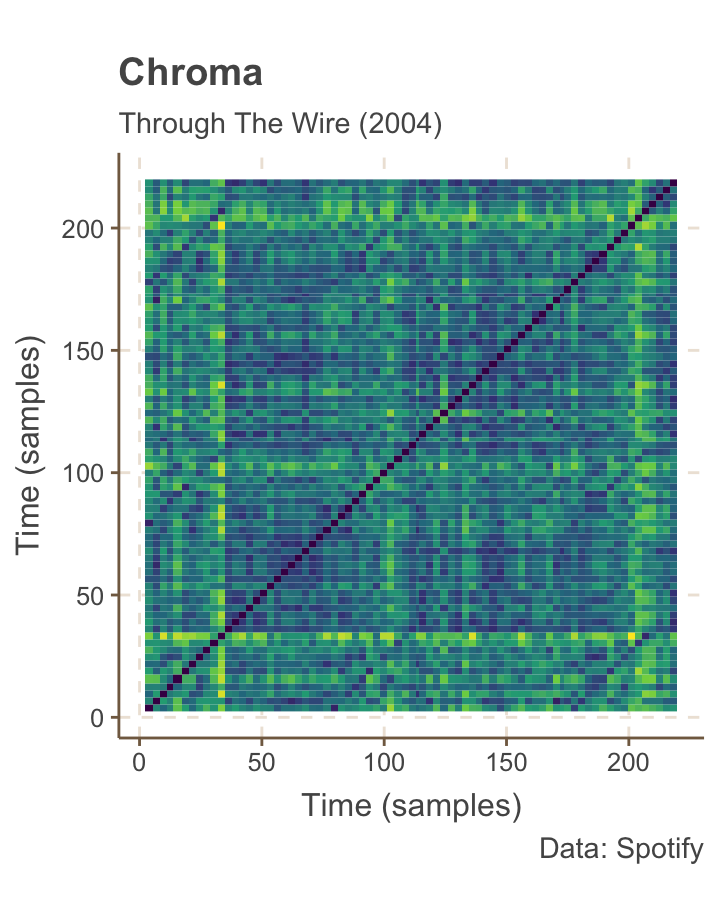 Chroma
Through The Wire (2004)
Time (samples)
200
150
100
50
0
0 50 100 150 200
Time (samples)
Data: Spotify